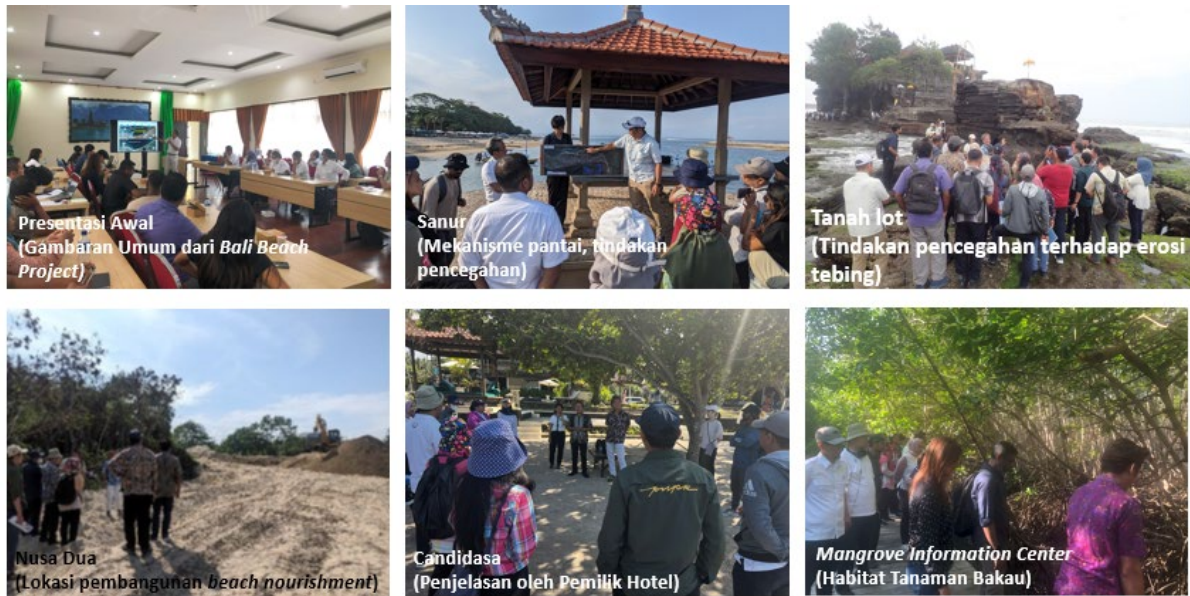 Presentasi Awal
(Gambaran Umum dari Bali Beach
Project)
Sanur
(Mekanisme pantai, tindakan
pencegahan)
Tanah lot
(Tindakan pencegahan terhadap erosi
tebing)
Nusa Dua
(Lokasi pembangunan beach nourishment)
Candidasa
(Penjelasan oleh Pemilik Hotel)
Mangrove Information Center
(Habitat Tanaman Bakau)